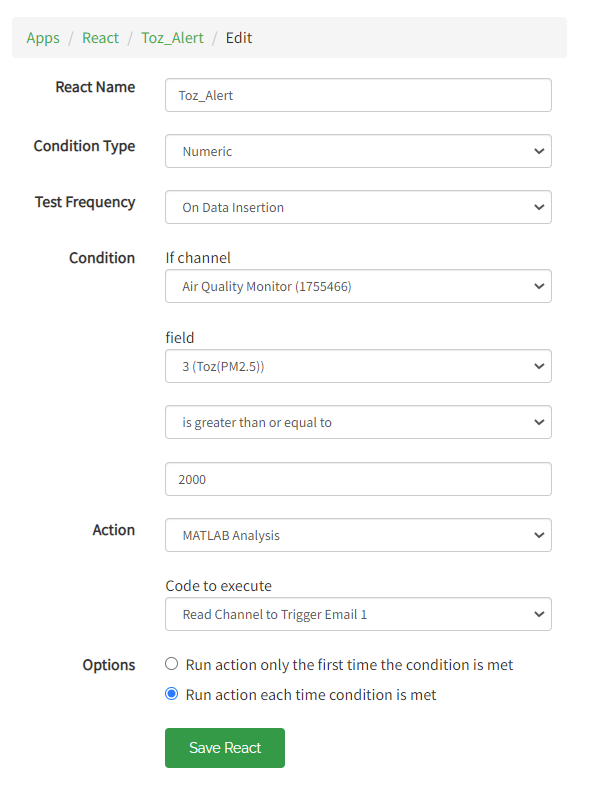 Apps / React / Toz_Alert / Edit
React Name
Toz_Alert
Condition Type
Numeric
Test Frequency
On Data Insertion
Condition
If channel
Air Quality Monitor (1755466)
field
3 (Toz(PM2.5))
is greater than or equal to
2000
Action
MATLAB Analysis
Code to execute
Read Channel to Trigger Email 1
Options
Run action only the first time the condition is met
Run action each time condition is met
Save React